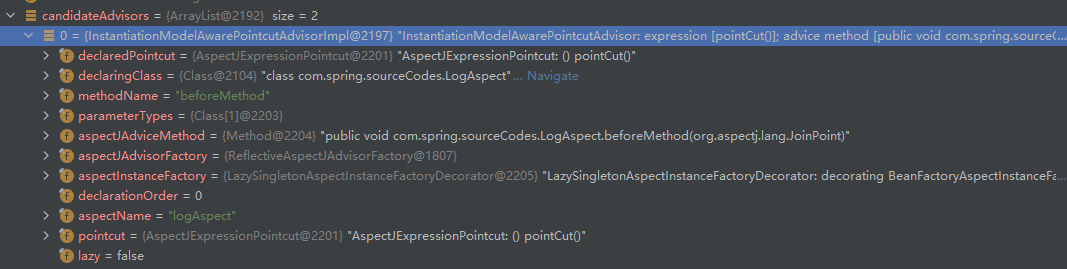 candidateAdvisors = {ArrayList@2192} size = 2
0 = {InstantiationModelAwarePointcutAdvisorImpl@2197} "InstantiationModelAwarePointcutAdvisor: expression [pointCut()]; advice method [public void com.spring.sourceC...
declaredPointcut = {AspectJExpressionPointcut@2201} "AspectJExpressionPointcut: () pointCut()"
declaringClass = {Class@2104} "class com.spring.sourceCodes.LogAspect"... Navigate
methodName = "beforeMethod"
parameterTypes = {Class[1]@2203}
aspectJAdviceMethod = {Method@2204} "public void com.spring.sourceCodes.LogAspect.beforeMethod(org.aspectj.lang.JoinPoint)"
aspectJAdvisorFactory = {ReflectiveAspectJAdvisorFactory@1807}
aspectInstanceFactory = {LazySingletonAspectInstanceFactoryDecorator@2205} "LazySingletonAspectInstanceFactoryDecorator: decorating BeanFactoryAspectInstanceFa...
declarationOrder = 0
aspectName = "logAspect"
pointcut = {AspectJExpressionPointcut@2201} "AspectJExpressionPointcut: () pointCut()"
lazy = false